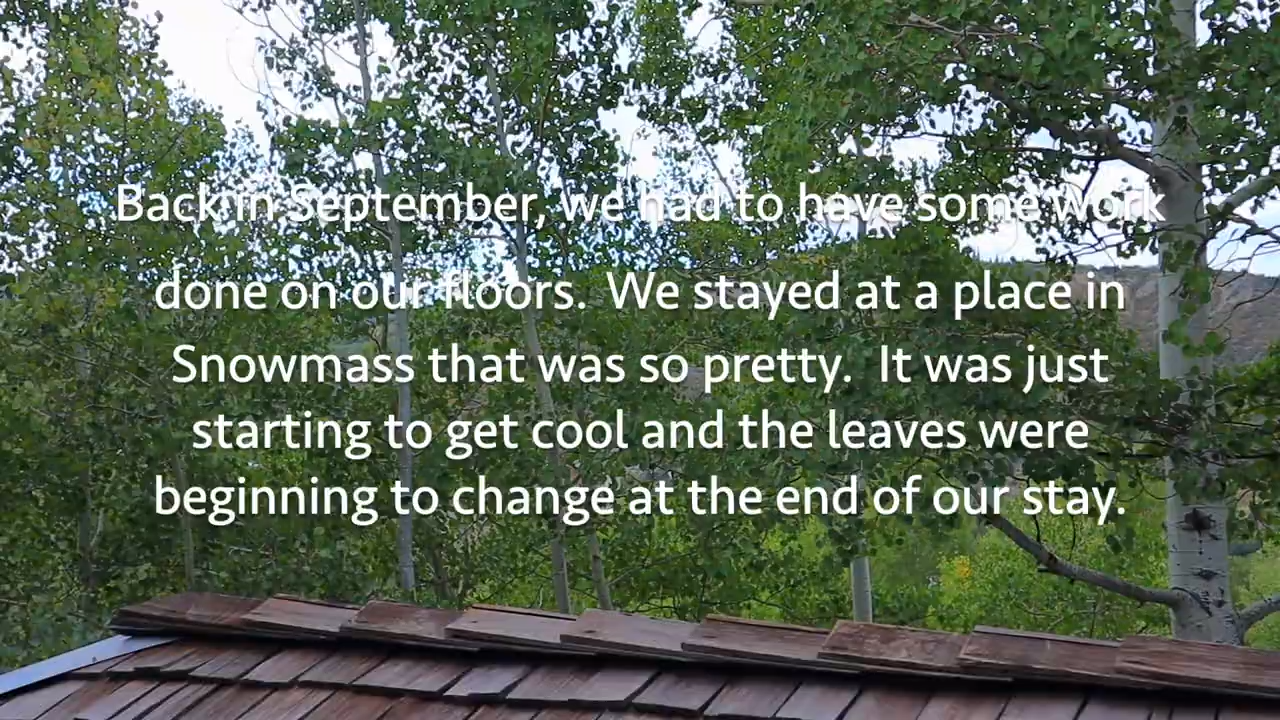 Back in September, we had to have some work
done on our floors.  We stayed at a place in
Snowmass that was so pretty.  It was just
starting to get cool and the leaves were
beginning to change at the end of our stay.